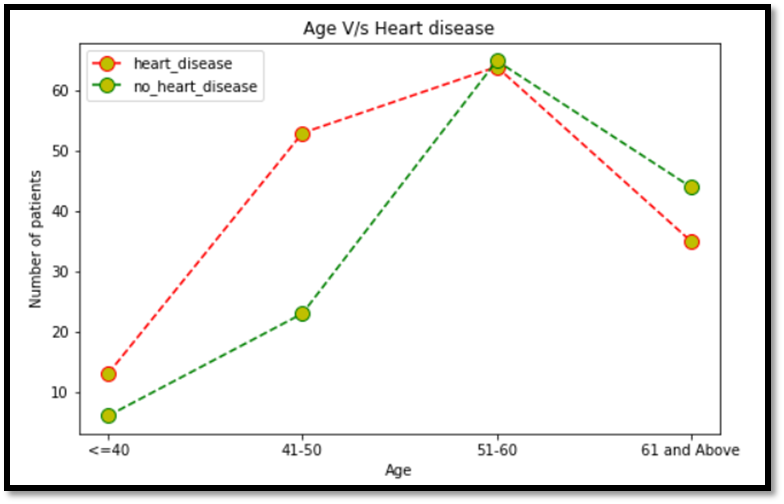 Age V/s Heart disease
heart_disease
no_heart_disease
Number of patients
60
50
40
30
20
10
<=40 41-50 51-60 61 and Above
Age